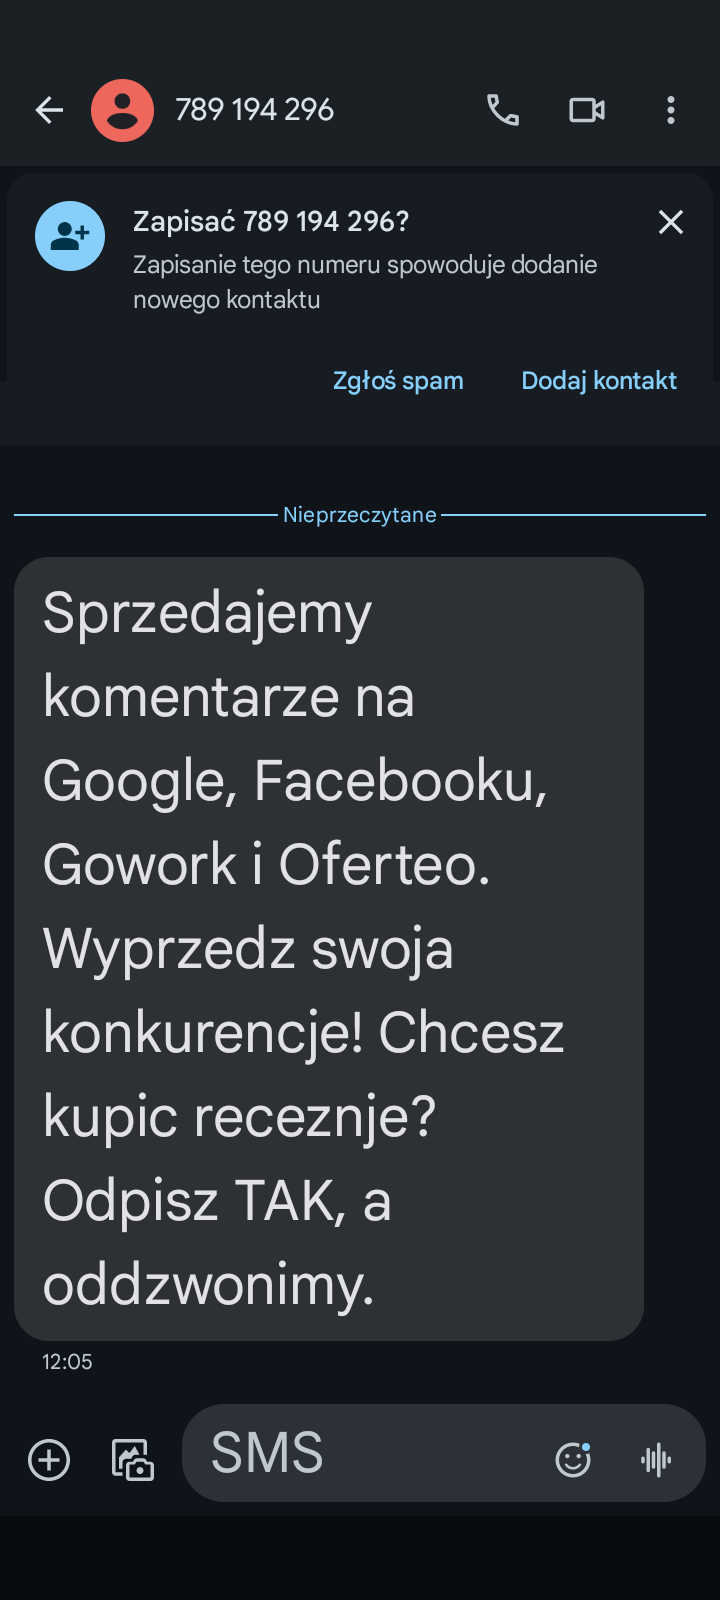 789 194 296
Zapisać 789 194 296?
Zapisanie tego numeru spowoduje dodanie
nowego kontaktu
Zgłoś spam Dodaj kontakt
Nieprzeczytane
Sprzedajemy
komentarze na
Google, Facebooku,
Gowork i Oferteo.
Wyprzedz swoja
konkurencje! Chcesz
kupic receznje?
Odpisz TAK, a
oddzwonimy.
12:05
SMS